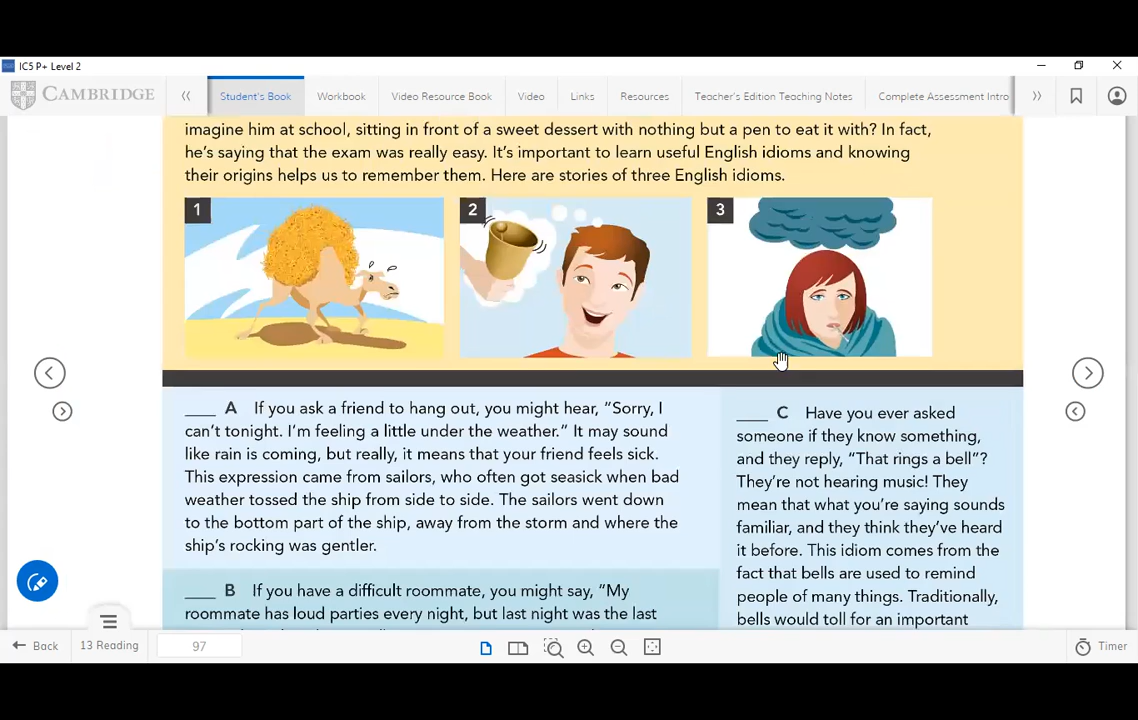 IC5 P+ Level 2
CAMBRIDGE
Student's Book
Workbook
Video Resource Book
Video
Links
Resources
Teacher's Edition Teaching Notes
Complete Assessment Intro
imagine him at school, sitting in front of a sweet dessert with nothing but a pen to eat it with? In fact,
he's saying that the exam was really easy. It's important to learn useful English idioms and knowing
their origins helps us to remember them. Here are stories of three English idioms.
1
2
3
____ A If you ask a friend to hang out, you might hear, "Sorry, I
can't tonight. I'm feeling a little under the weather." It may sound
like rain is coming, but really, it means that your friend feels sick.
This expression came from sailors, who often got seasick when bad
weather tossed the ship from side to side. The sailors went down
to the bottom part of the ship, away from the storm and where the
ship's rocking was gentler.
____ B If you have a difficult roommate, you might say, "My
roommate has loud parties every night, but last night was the last
____ C Have you ever asked
someone if they know something,
and they reply, "That rings a bell"?
They're not hearing music! They
mean that what you're saying sounds
familiar, and they think they've heard
it before. This idiom comes from the
fact that bells are used to remind
people of many things. Traditionally,
bells would toll for an important
Back
13 Reading
97
Timer